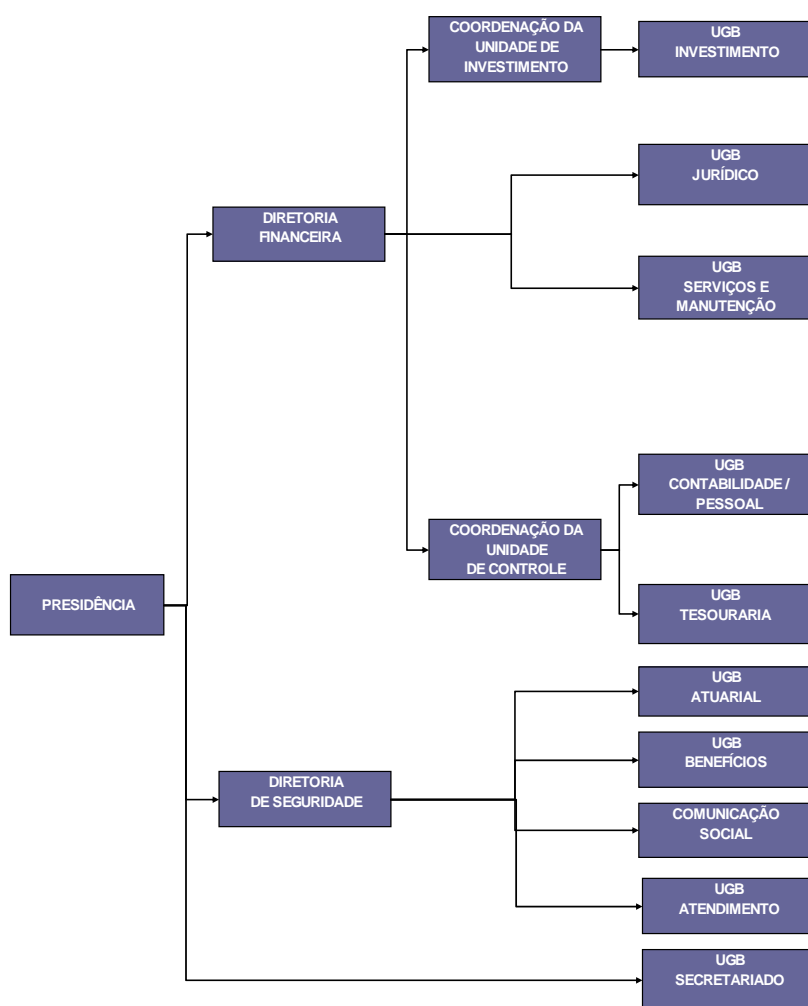 COORDENAÇÃO DA
UNIDADE DE
INVESTIMENTO
UGB
INVESTIMENTO
UGB
JURÍDICO
DIRETORIA
FINANCEIRA
UGB
SERVIÇOS E
MANUTENÇÃO
UGB
CONTABILIDADE /
PESSOAL
COORDENAÇÃO DA
UNIDADE
DE CONTROLE
PRESIDÊNCIA
UGB
TESOURARIA
UGB
ATUARIAL
UGB
BENEFÍCIOS
DIRETORIA
DE SEGURIDADE
COMUNICAÇÃO
SOCIAL
UGB
ATENDIMENTO
UGB
SECRETARIADO